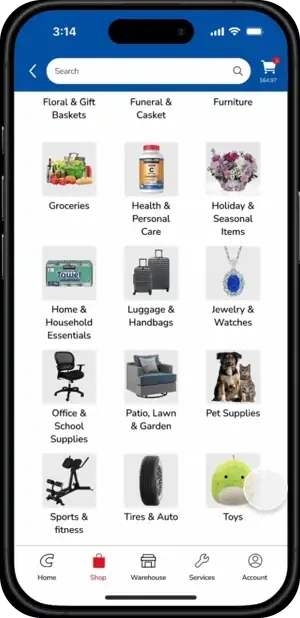 3:14
Search
$64.97
Floral & Gift
Baskets
Funeral &
Casket
Furniture
Groceries
Health &
Personal
Care
Holiday &
Seasonal
Items
Home &
Household
Essentials
Luggage &
Handbags
Jewelry &
Watches
Office &
School
Supplies
Patio, Lawn
& Garden
Pet Supplies
Sports &
fitness
Tires & Auto
Toys
Home
Shop
Warehouse
Services
Account